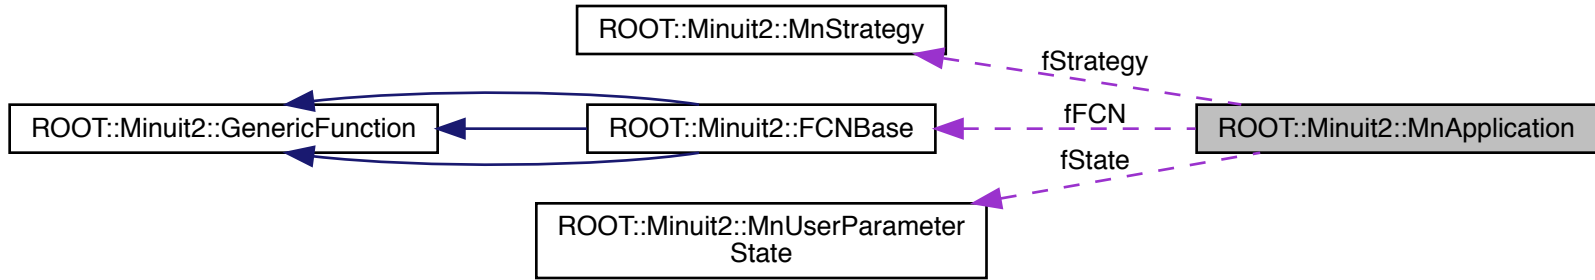 ROOT::Minuit2::MnStrategy
fStrategy
ROOT::Minuit2::GenericFunction
ROOT::Minuit2::FCNBase
fFCN
ROOT::Minuit2::MnApplication
fState
ROOT::Minuit2::MnUserParameter
State